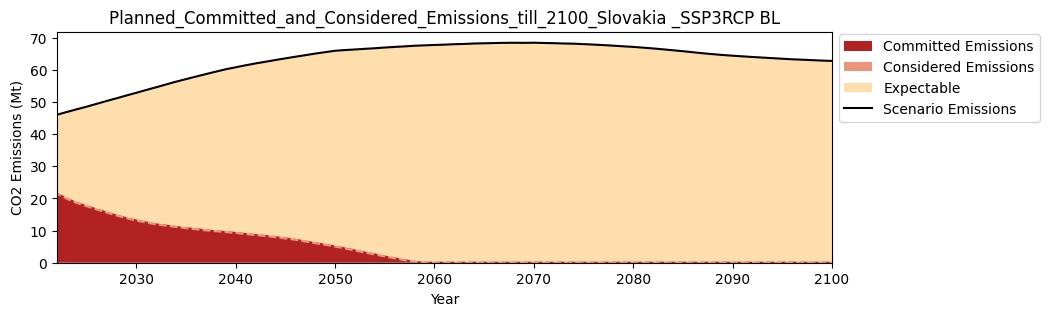 Planned_Committed_and_Considered_Emissions_till_2100_Slovakia _SSP3RCP BL
70
60
50
40
30
20
10
0
CO2 Emissions (Mt)
2030
2040
2050
2060
2070
2080
2090
2100
Year
Committed Emissions
Considered Emissions
Expectable
Scenario Emissions